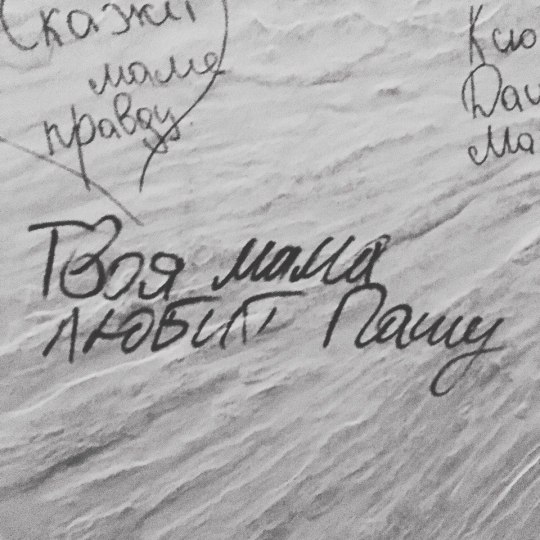 Скажи
маме
правду
Твоя мама
ЛЮБИТ Пашу